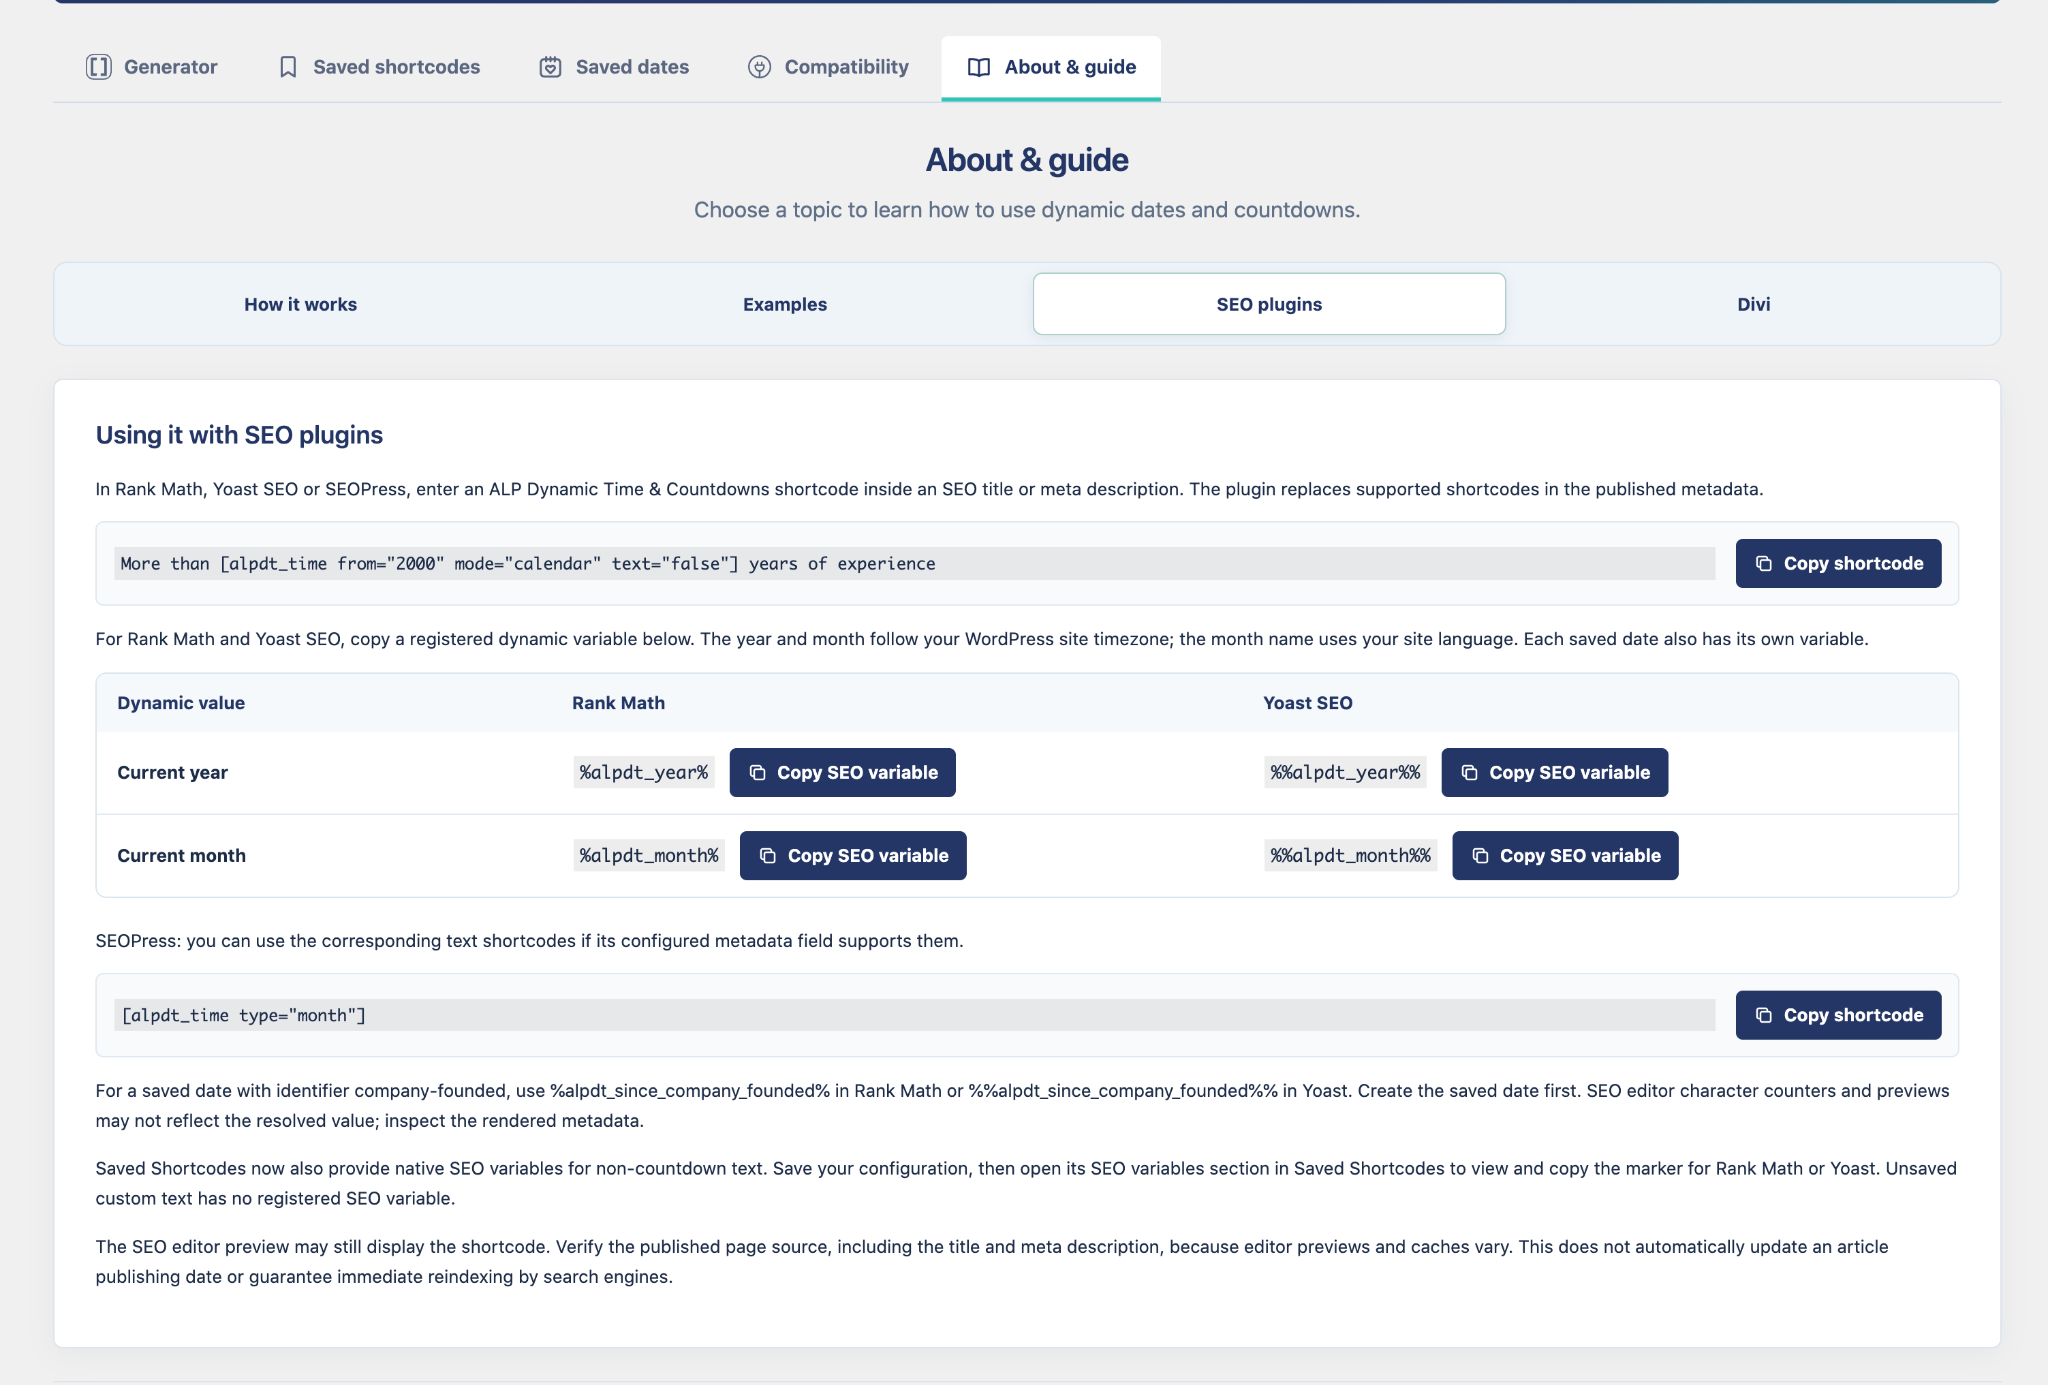 Generator
Saved shortcodes
Saved dates
Compatibility
About & guide
About & guide
Choose a topic to learn how to use dynamic dates and countdowns.
How it works
Examples
SEO plugins
Divi
Using it with SEO plugins
In Rank Math, Yoast SEO or SEOPress, enter an ALP Dynamic Time & Countdowns shortcode inside an SEO title or meta description. The plugin replaces supported shortcodes in the published metadata.
More than [alpdt_time from="2000" mode="calendar" text="false"] years of experience
Copy shortcode
For Rank Math and Yoast SEO, copy a registered dynamic variable below. The year and month follow your WordPress site timezone; the month name uses your site language. Each saved date also has its own variable.
Dynamic value
Rank Math
Yoast SEO
Current year
%alpdt_year%
Copy SEO variable
%%alpdt_year%%
Copy SEO variable
Current month
%alpdt_month%
Copy SEO variable
%%alpdt_month%%
Copy SEO variable
SEOPress: you can use the corresponding text shortcodes if its configured metadata field supports them.
[alpdt_time type="month"]
Copy shortcode
For a saved date with identifier company-founded, use %alpdt_since_company_founded% in Rank Math or %%alpdt_since_company_founded%% in Yoast. Create the saved date first. SEO editor character counters and previews
may not reflect the resolved value; inspect the rendered metadata.
Saved Shortcodes now also provide native SEO variables for non-countdown text. Save your configuration, then open its SEO variables section in Saved Shortcodes to view and copy the marker for Rank Math or Yoast. Unsaved
custom text has no registered SEO variable.
The SEO editor preview may still display the shortcode. Verify the published page source, including the title and meta description, because editor previews and caches vary. This does not automatically update an article
publishing date or guarantee immediate reindexing by search engines.